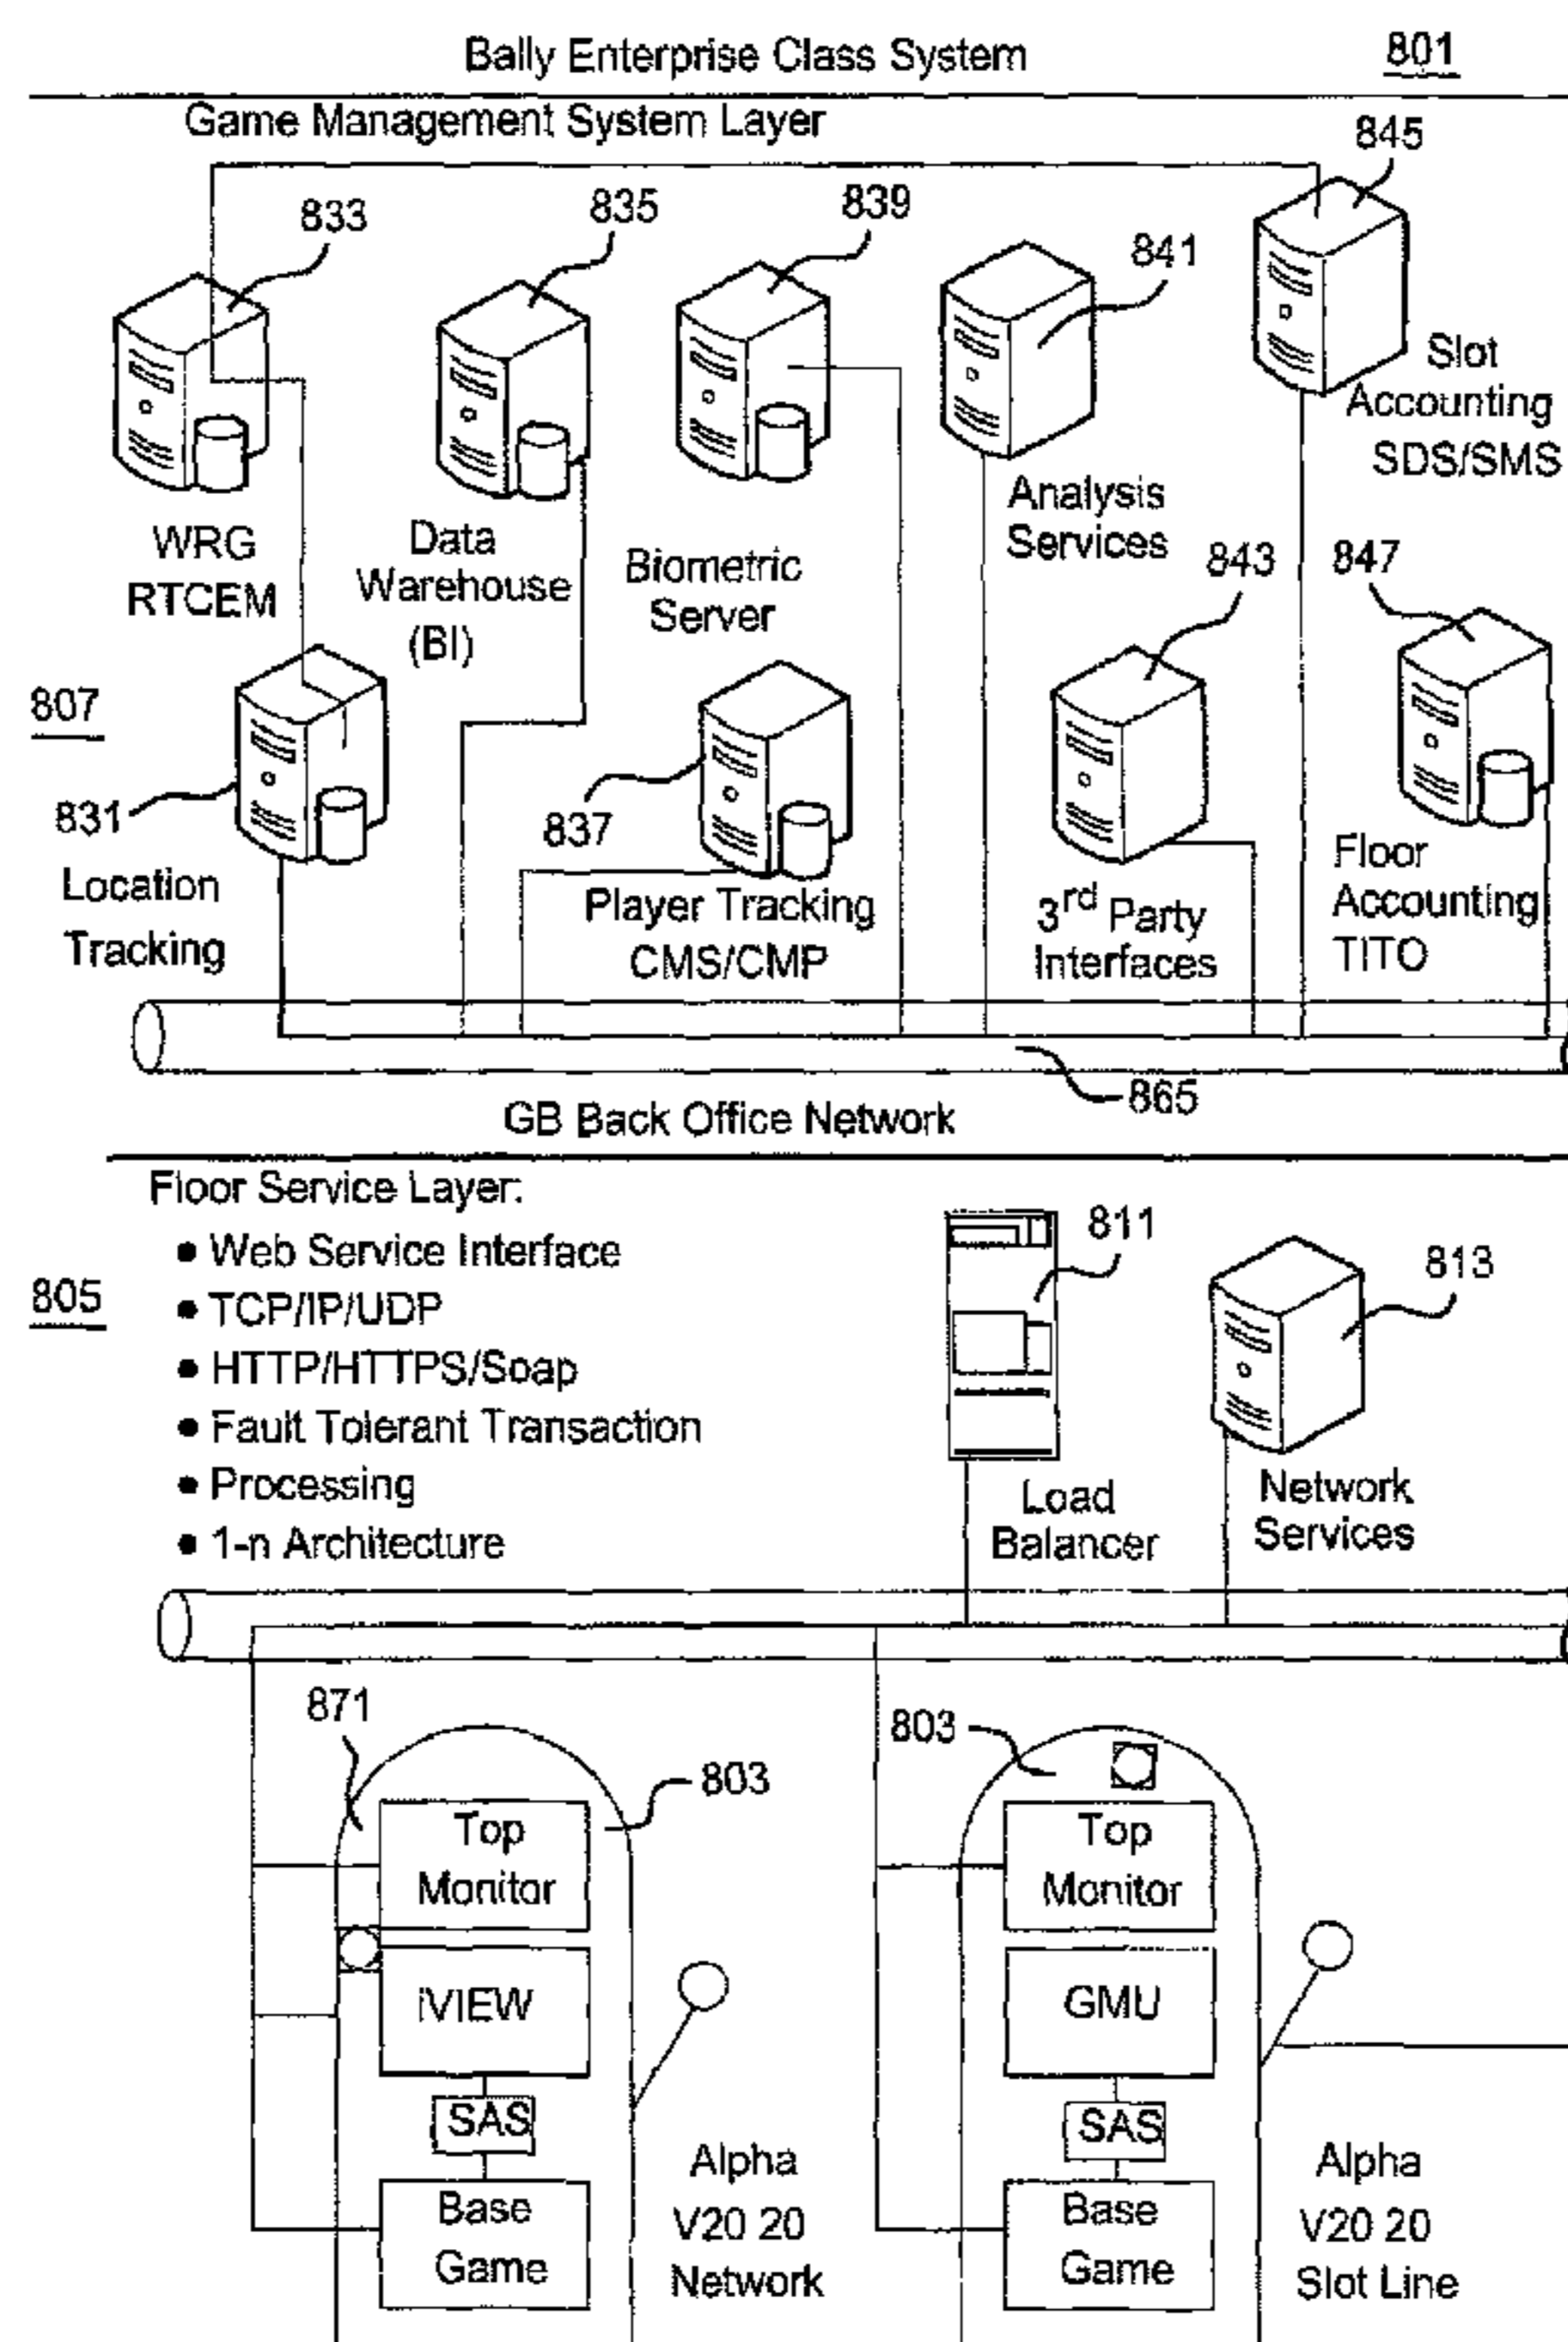 Bally Enterprise Class System
801
Game Management System Layer
845
833
835
839
841
Slot
Accounting
SDS/SMS
WRG
RTCEM
Data
Warehouse
(BI)
Biometric
Server
Analysis
Services
843
847
807
831
837
Location
Tracking
Player Tracking
CMS/CMP
3rd Party
Interfaces
Floor
Accounting
TITO
865
GB Back Office Network
Floor Service Layer:
805
• Web Service Interface
• TCP/IP/UDP
• HTTP/HTTPS/Soap
• Fault Tolerant Transaction
• Processing
• 1-n Architecture
811
813
Load
Balancer
Network
Services
871
803
803
Top
Monitor
iVIEW
SAS
Base
Game
Alpha
V20 20
Network
Top
Monitor
GMU
SAS
Base
Game
Alpha
V20 20
Slot Line